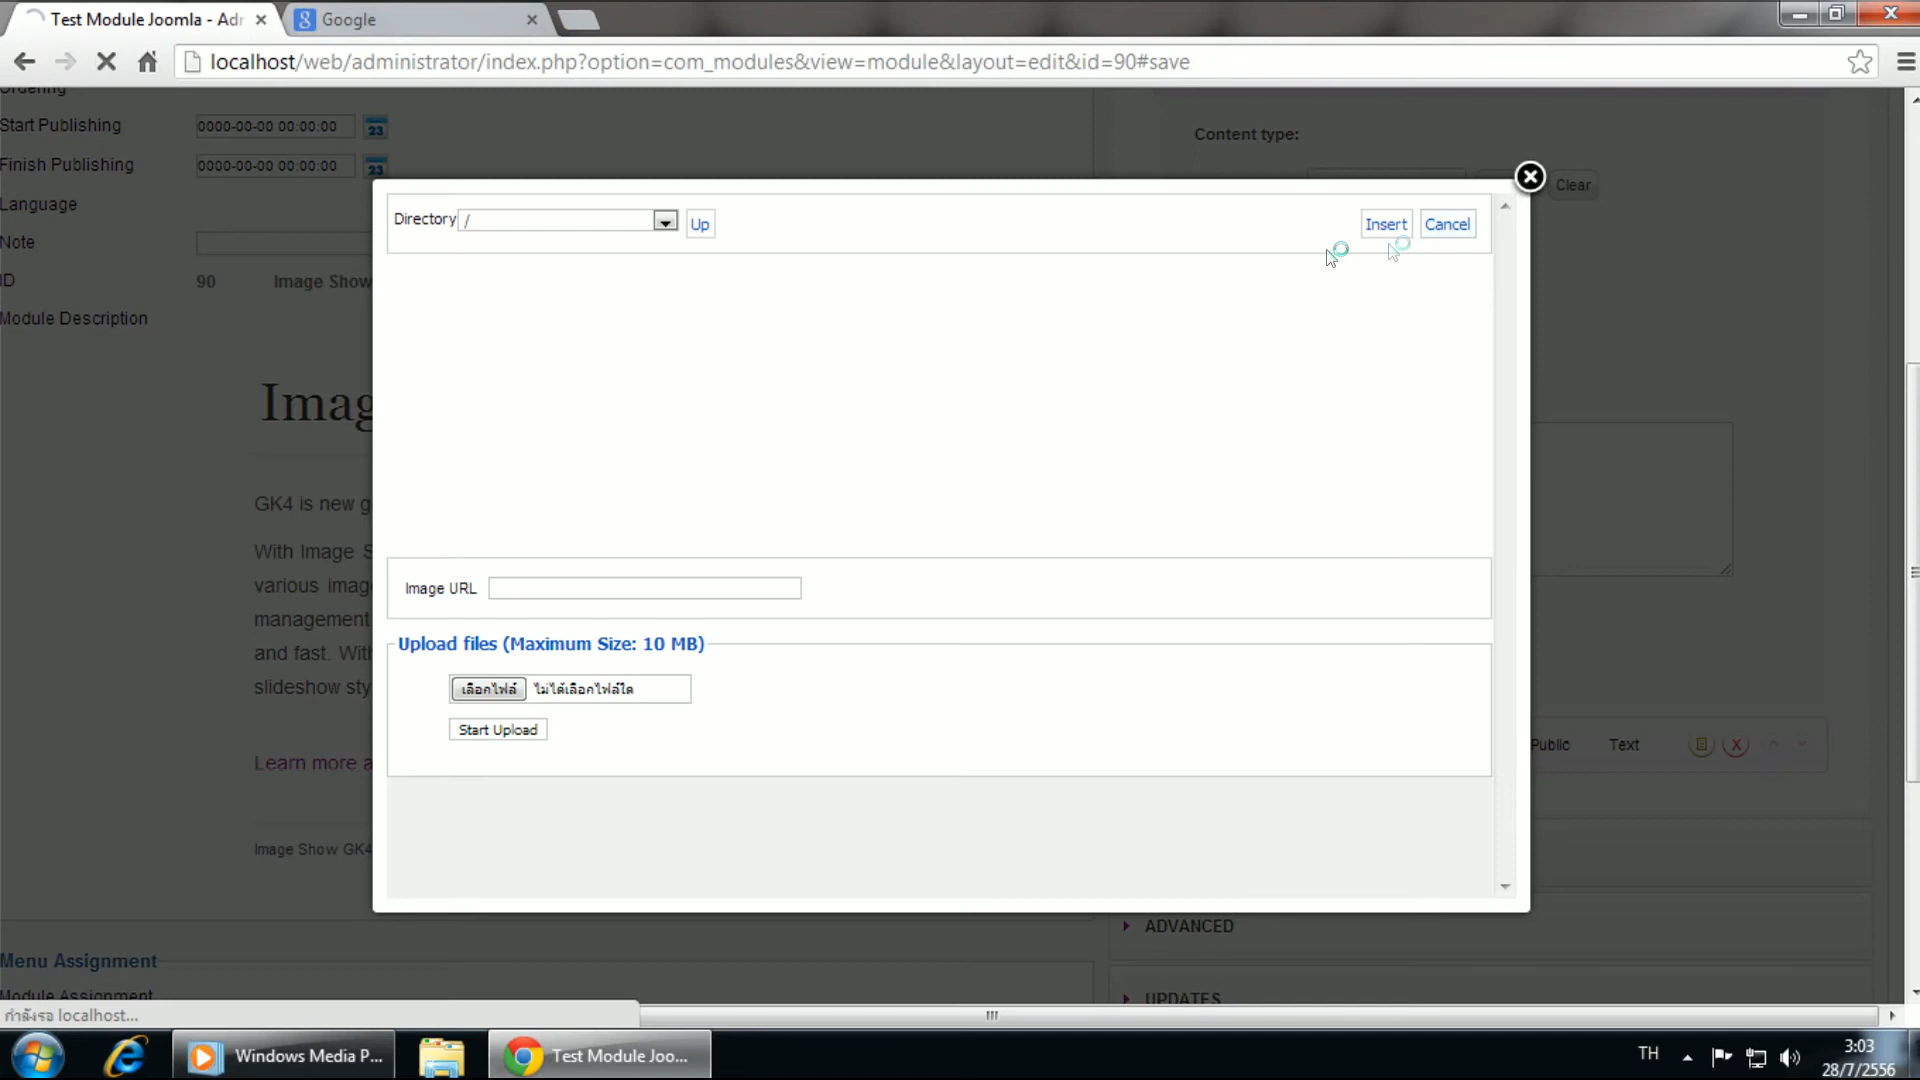 Test Module Joomla - Adr
Google
localhost/web/administrator/index.php?option=com_modules&view=module&layout=edit&id=90#save
Ordering
Start Publishing
0000-00-00 00:00:00
23
Content type:
Finish Publishing
0000-00-00 00:00:00
23
Clear
Language
Directory
/
Up
Insert
Cancel
Note
ID
90
Image Show
Module Description
Imag
GK4 is new g
With Image S
various imag
management
and fast. With
slideshow sty
Image URL
Upload files (Maximum Size: 10 MB)
เลือกไฟล์
ไม่ได้เลือกไฟล์ใด
Start Upload
Public
Text
Learn more a
Image Show GK4
ADVANCED
Menu Assignment
Module Assignment
UPDATES
กำลังรอ localhost...
Windows Media P...
Test Module Joo...
TH
3:03
28/7/2556